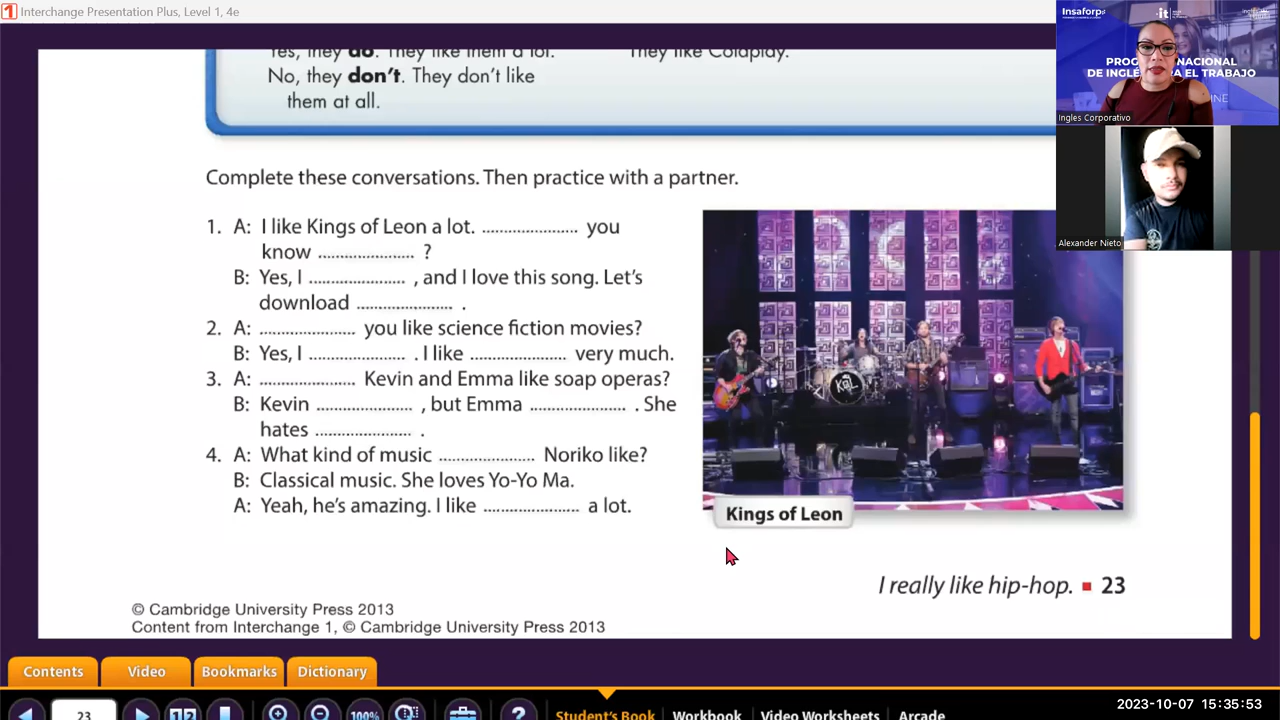 Interchange Presentation Plus, Level 1, 4e
Yes, they do. They like them a lot.
They like Coldplay.
No, they don't. They don't like
them at all.
Complete these conversations. Then practice with a partner.
1. A: I like Kings of Leon a lot. ..................... you
know ..................... ?
B: Yes, I ..................... , and I love this song. Let's
download ..................... .
2. A: ..................... you like science fiction movies?
B: Yes, I ..................... . I like ..................... very much.
3. A: ..................... Kevin and Emma like soap operas?
B: Kevin ..................... , but Emma ..................... . She
hates ..................... .
4. A: What kind of music ..................... Noriko like?
B: Classical music. She loves Yo-Yo Ma.
A: Yeah, he's amazing. I like ..................... a lot.
KOL
Kings of Leon
I really like hip-hop. ■ 23
© Cambridge University Press 2013
Content from Interchange 1, © Cambridge University Press 2013
Contents
Video
Bookmarks
Dictionary
23
1 2
100%
?
Student's Book
Workbook
Video Worksheets
Arcade
Insaforp
it
Ingles Corporativo
Alexander Nieto
2023-10-07 15:35:53